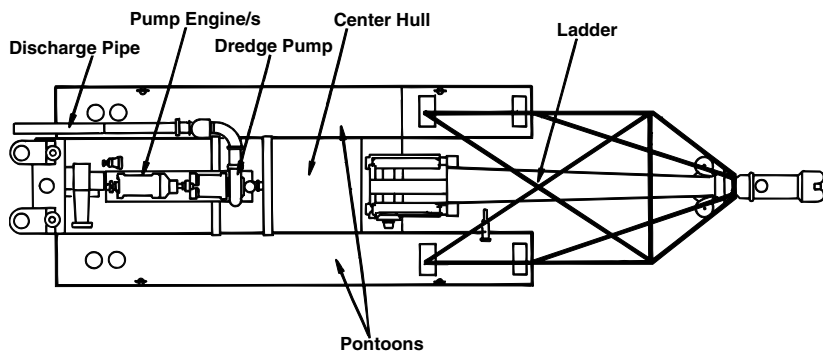 Pump Engine/s
Center Hull
Ladder
Discharge Pipe
Dredge Pump
Pontoons